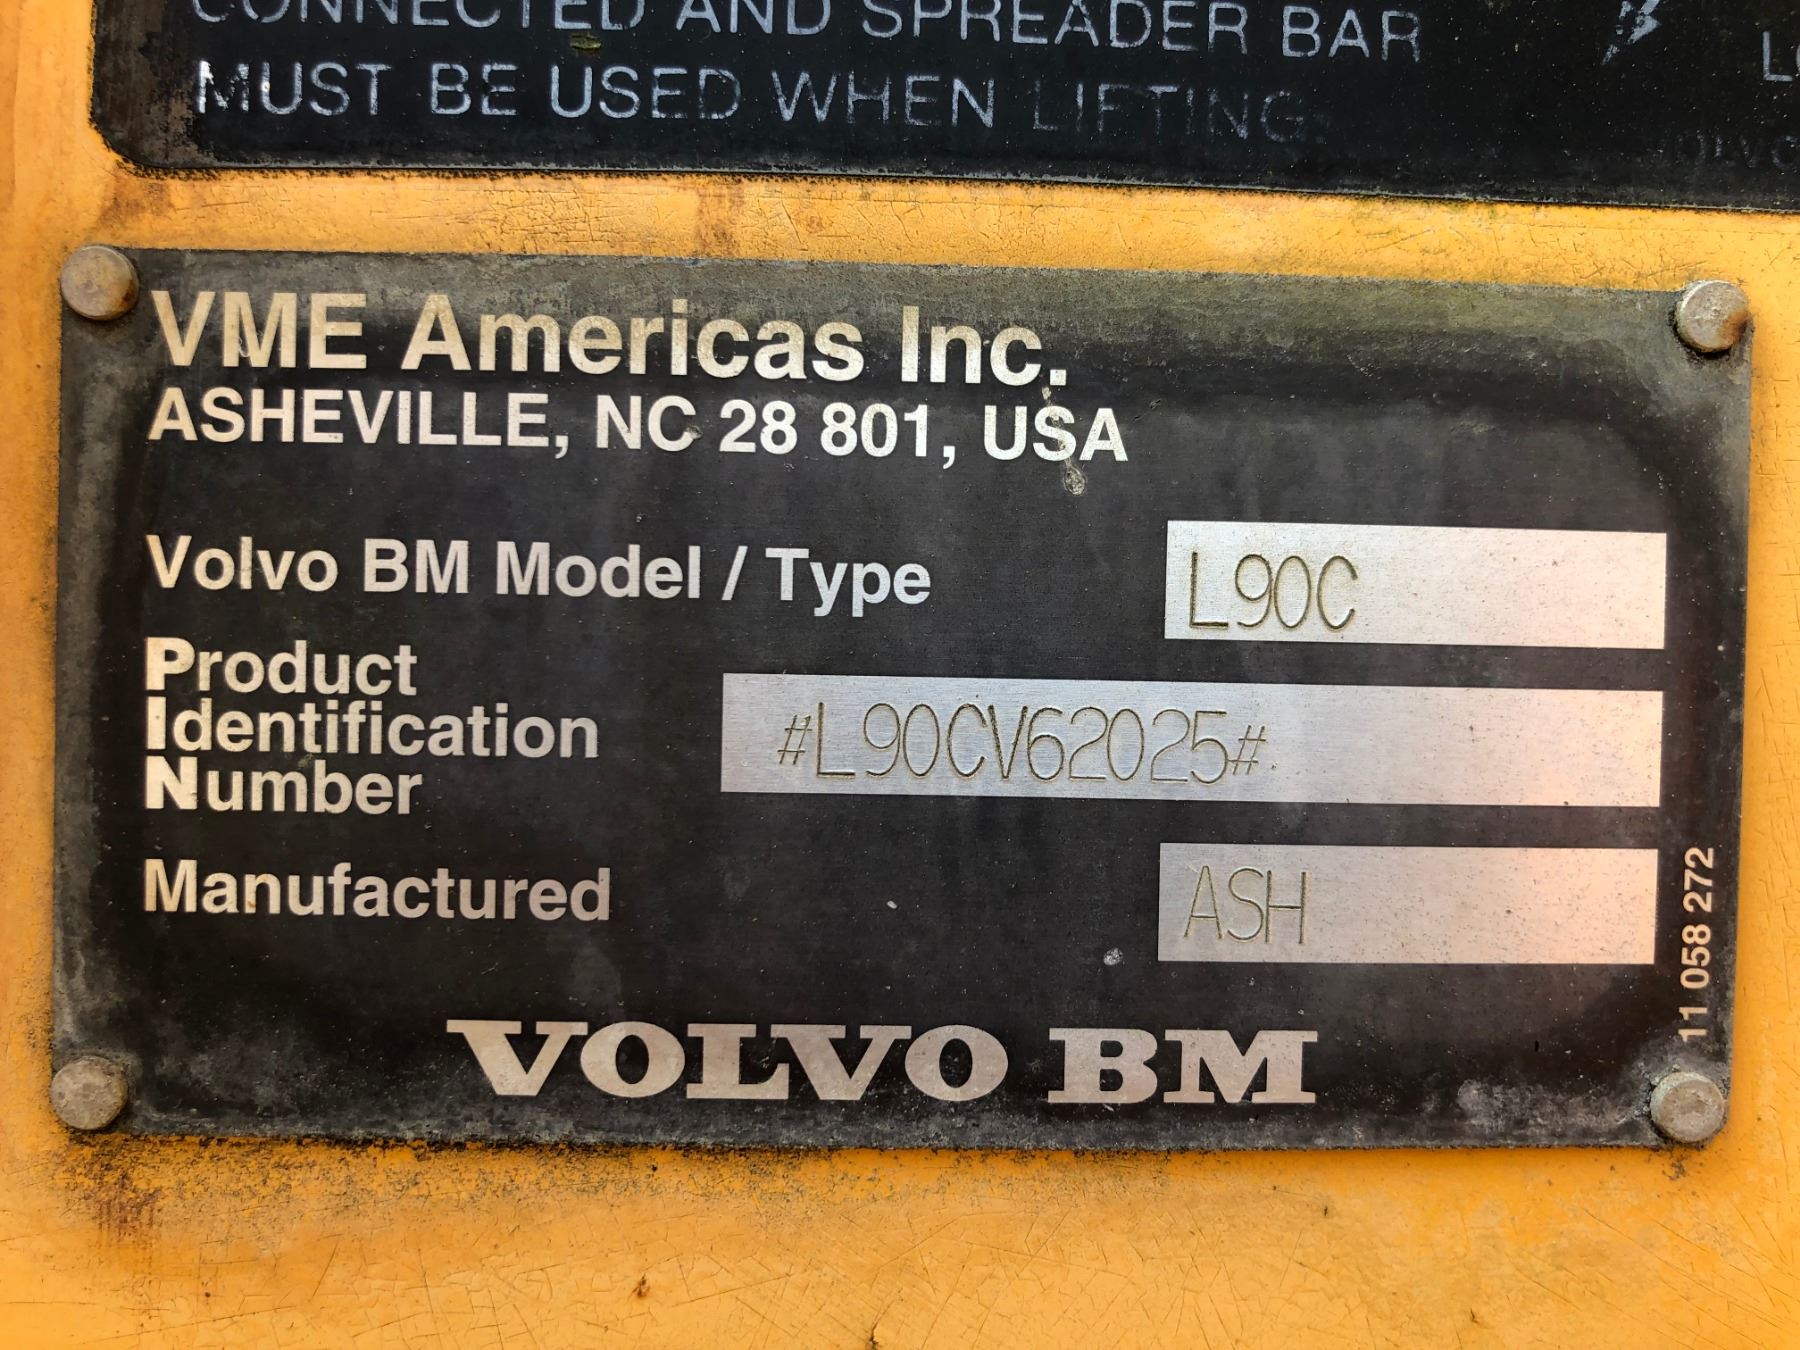 CONNECTED AND SPREADER BAR
MUST BE USED WHEN LIFTING.
VME Americas Inc.
ASHEVILLE, NC 28 801, USA
Volvo BM Model / Type L90C
Product
Identification
Number
#L90CV62025#
Manufactured ASH
11 058 272
VOLVO BM